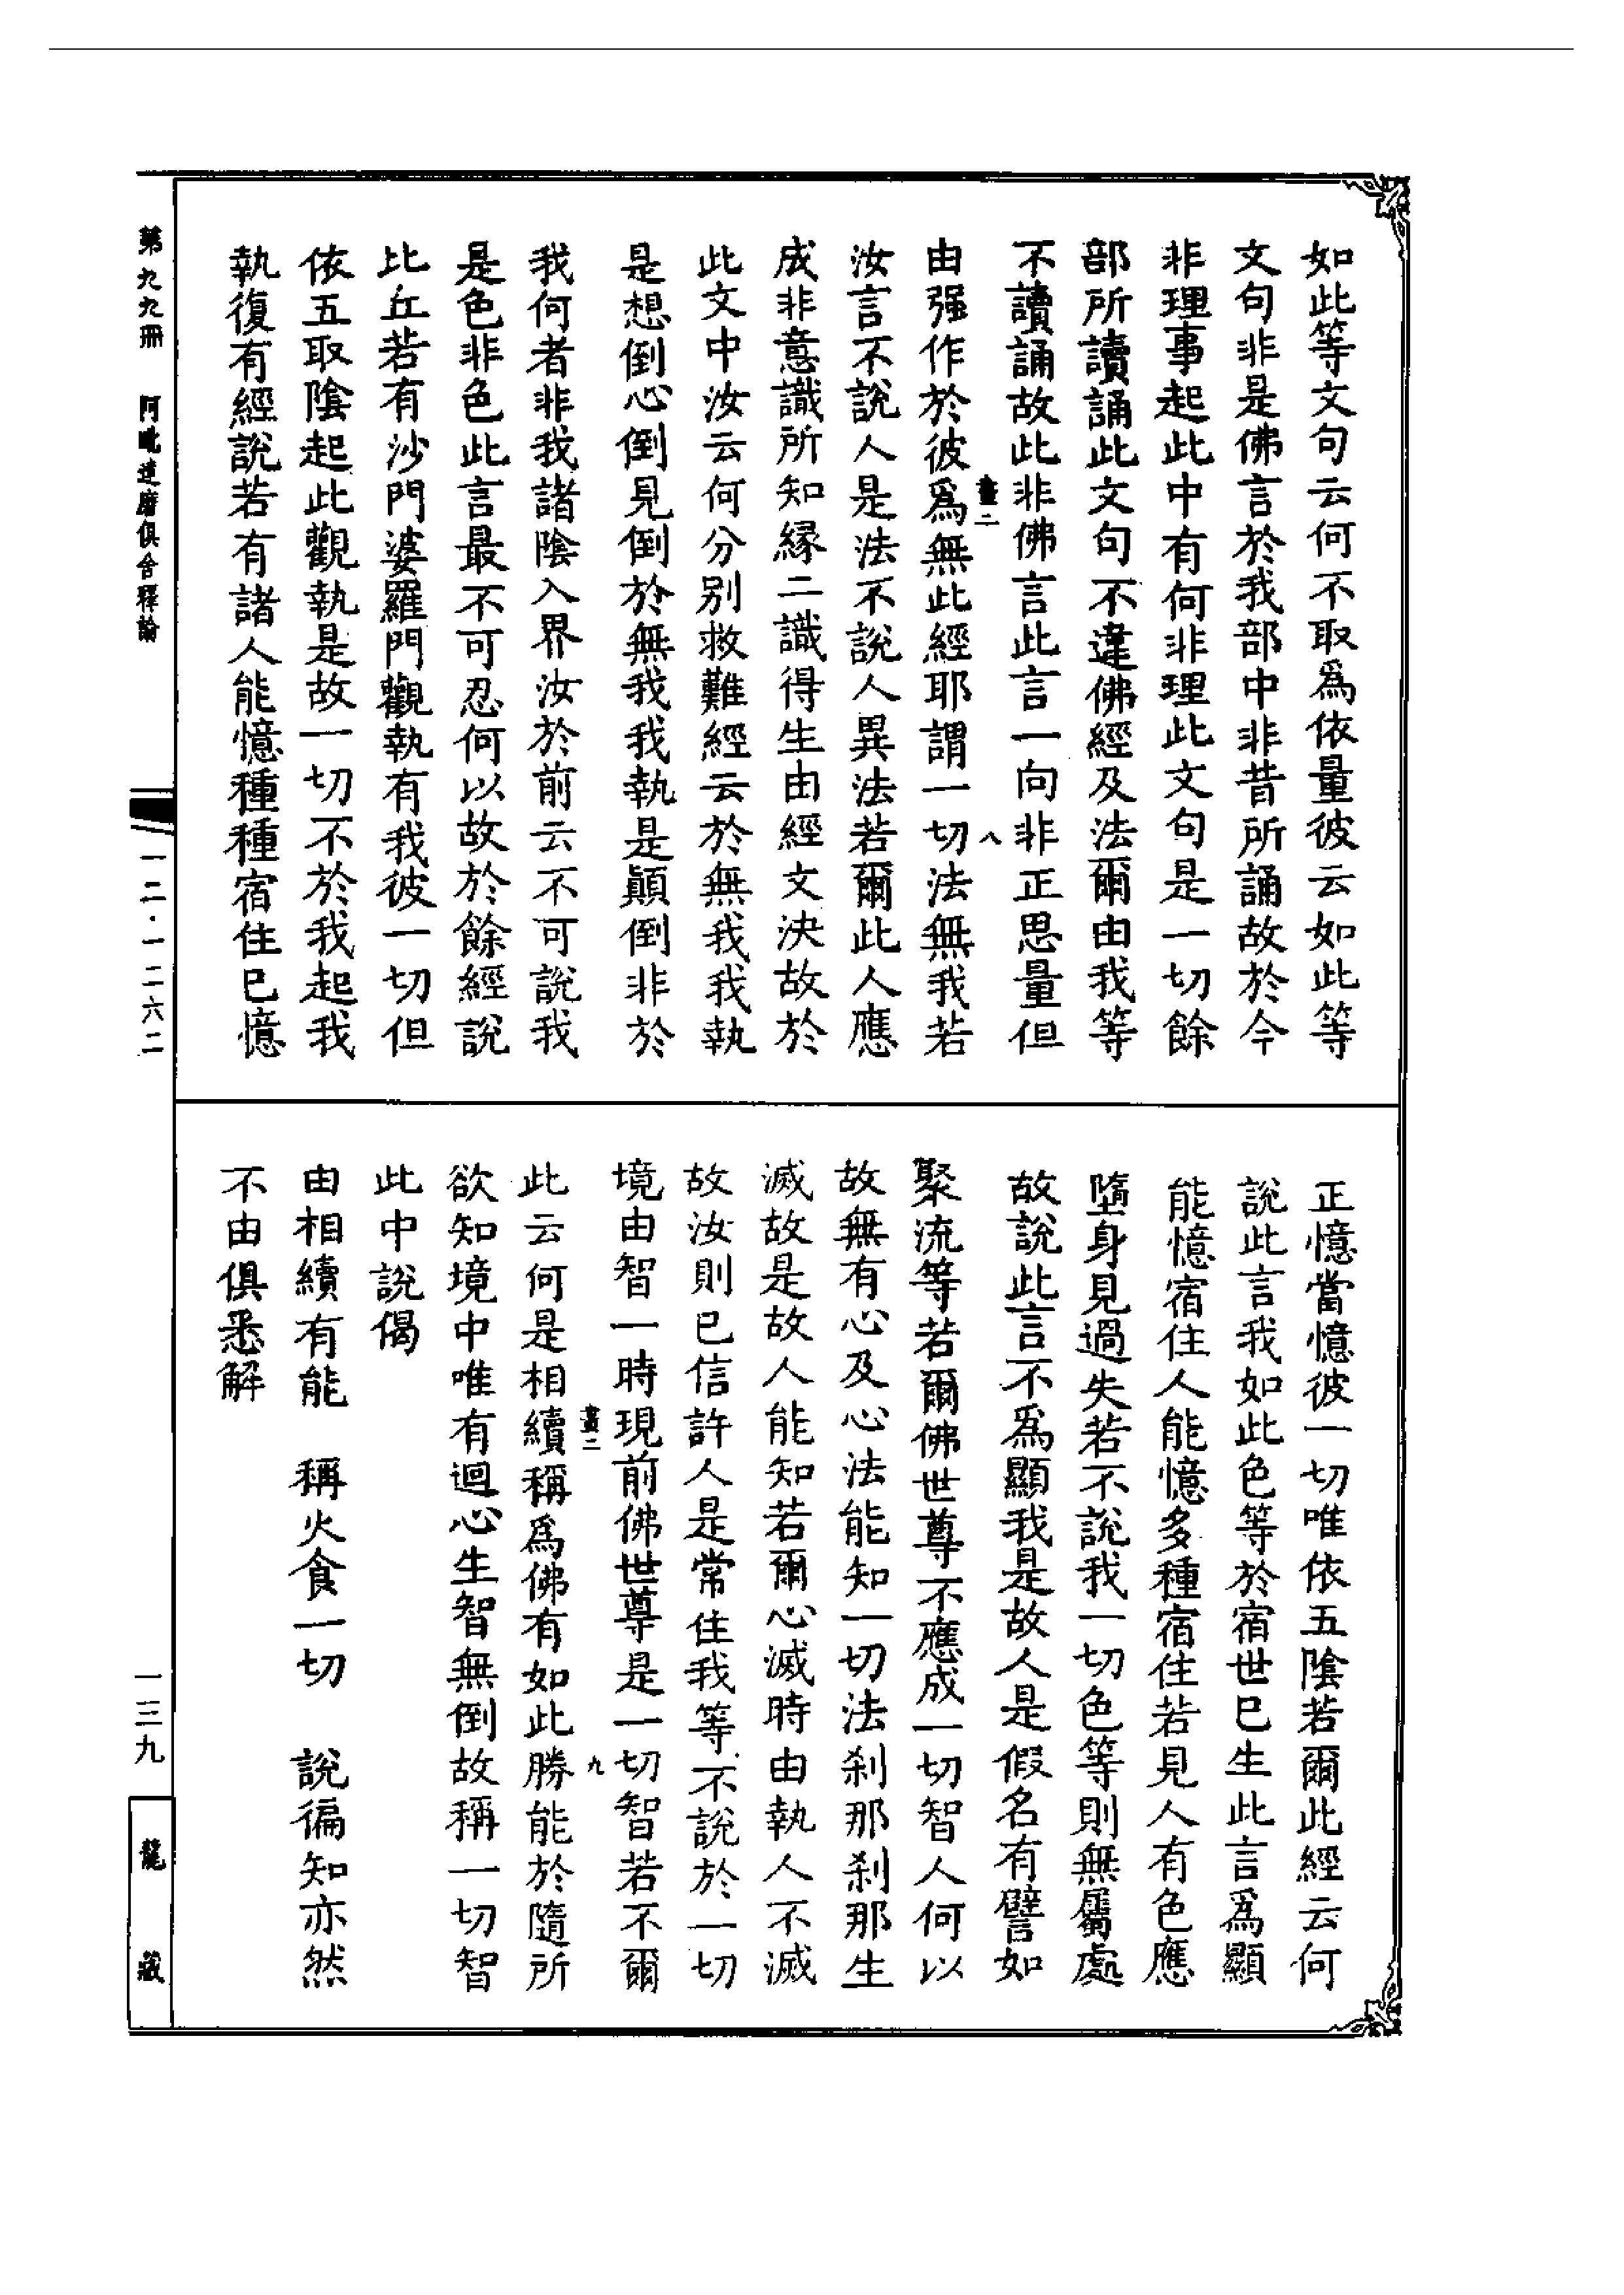 如此等文句云何不取爲依量彼云如此等
文句非是佛言於我部中非昔所誦故於今
非理事起此中有何非理此文句是一切餘
部所讀誦此文句不違佛經及法爾由我等
不讀誦故此非佛言此言一向非正思量但
畫二 八
由强作於彼爲無此經耶謂一切法無我若
汝言不說人是法不說人異法若爾此人應
成非意識所知緣二識得生由經文決故於
此文中汝云何分別救難經云於無我我執
是想倒心倒見倒於無我我執是顚倒非於
我何者非我諸陰入界汝於前云不可說我
是色非色此言最不可忍何以故於餘經說
比丘若有沙門婆羅門觀執有我彼一切但
依五取陰起此觀執是故一切不於我起我
執復有經說若有諸人能憶種種宿住已憶
正憶當憶彼一切唯依五陰若爾此經云何
說此言我如此色等於宿世已生此言爲顯
能憶宿住人能憶多種宿住若見人有色應
墮身見過失若不說我一切色等則無屬處
故說此言不爲顯我是故人是假名有譬如
聚流等若爾佛世尊不應成一切智人何以
故無有心及心法能知一切法刹那刹那生
滅故是故人能知若爾心滅時由執人不滅
故汝則已信許人是常住我等不說於一切
境由智一時現前佛世尊是一切智若不爾
畫二 九
此云何是相續稱爲佛有如此勝能於隨所
欲知境中唯有迴心生智無倒故稱一切智
此中說偈
由相續有能　稱火食一切　說徧知亦然
不由俱悉解
第九九冊　阿毗達磨俱舍釋論
一二·一二六二
一三九
龍藏